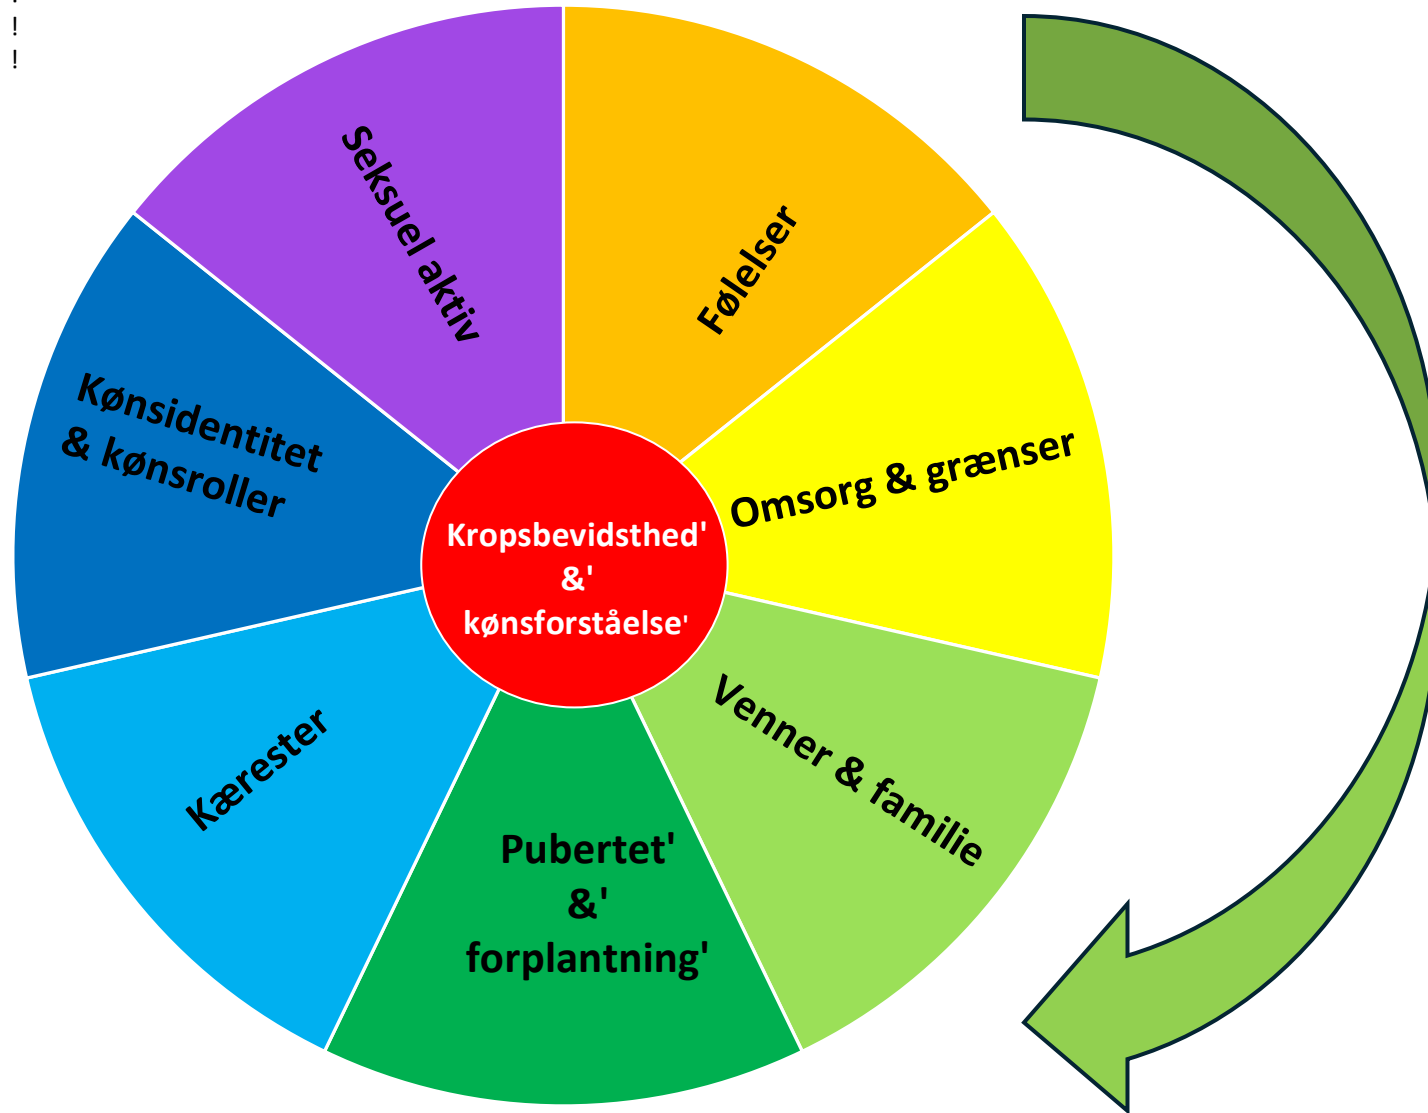 !
!
Seksuel aktiv
Følelser
Kønsidentitet
& kønsroller
Omsorg & grænser
Kropsbevidsthed'
&'
kønsforståelse'
Venner & familie
Kærester
Pubertet'
&'
forplantning'